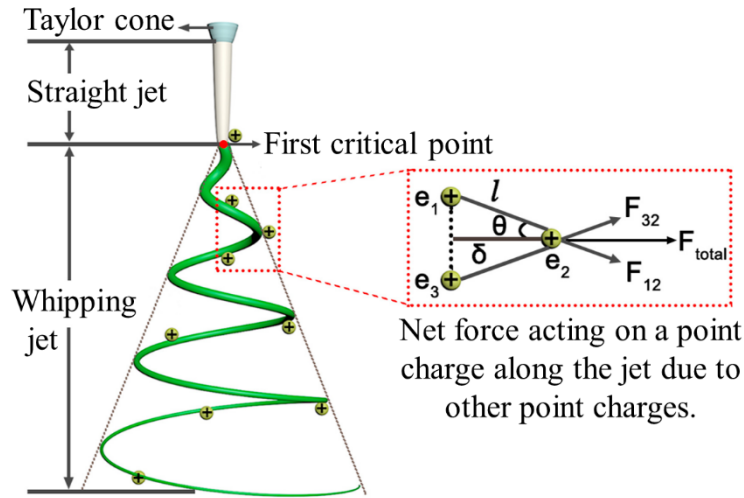 Taylor cone
Straight jet
First critical point
Whipping
jet
e1
l
θ
δ
e2
e3
F32
Ftotal
F12
Net force acting on a point
charge along the jet due to
other point charges.
+
+
+
+
+
+
+
+
+
+
+
+